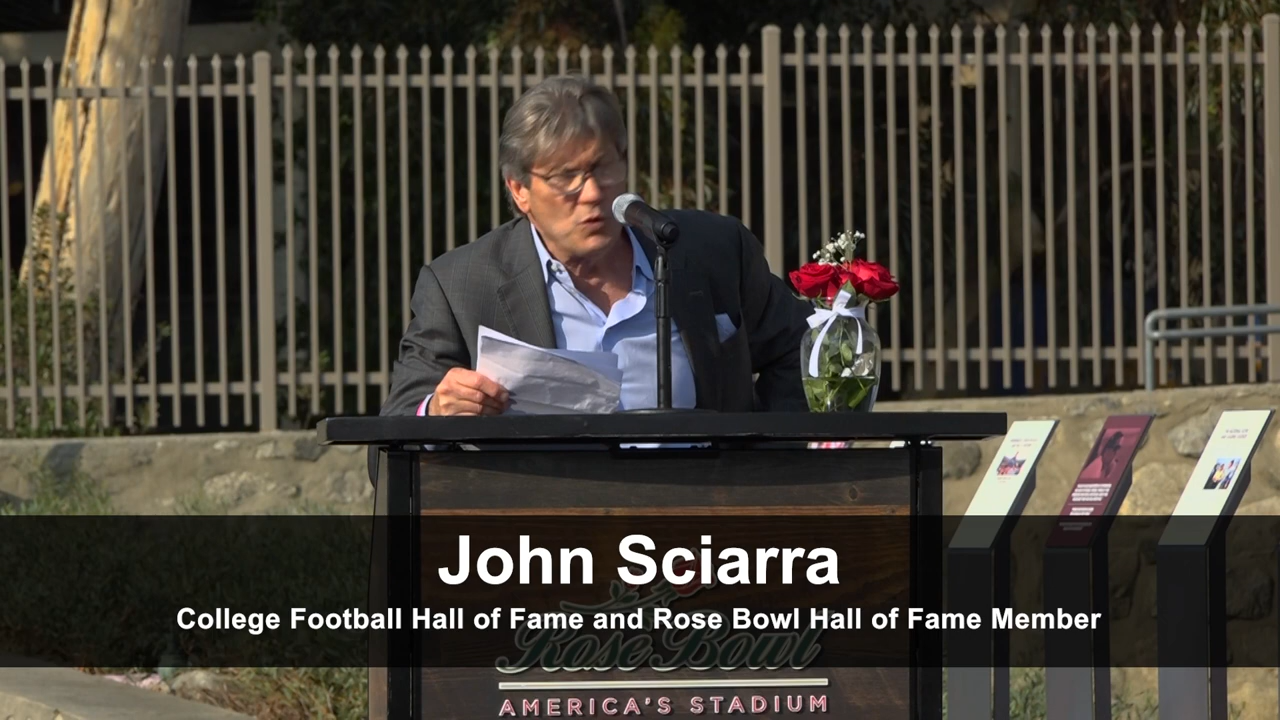 John Sciarra
College Football Hall of Fame and Rose Bowl Hall of Fame Member
Rose Bowl
AMERICA'S STADIUM